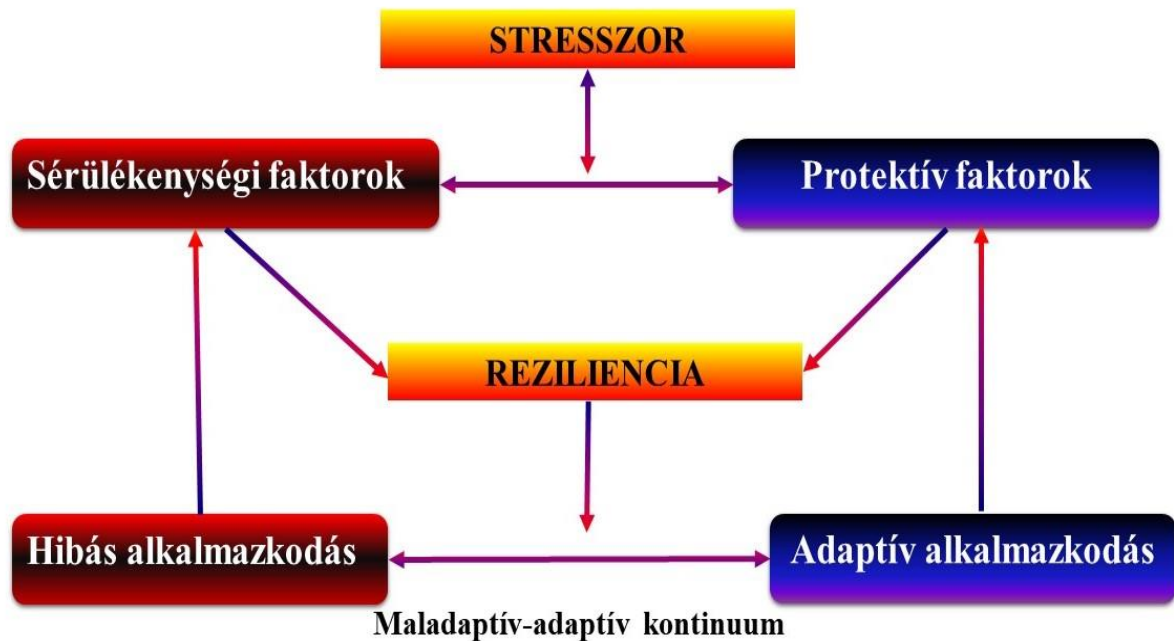 STRESSZOR
Sérülékenységi faktorok
Protektív faktorok
REZILIENCIA
Hibás alkalmazkodás
Adaptív alkalmazkodás
Maladaptív-adaptív kontinuum